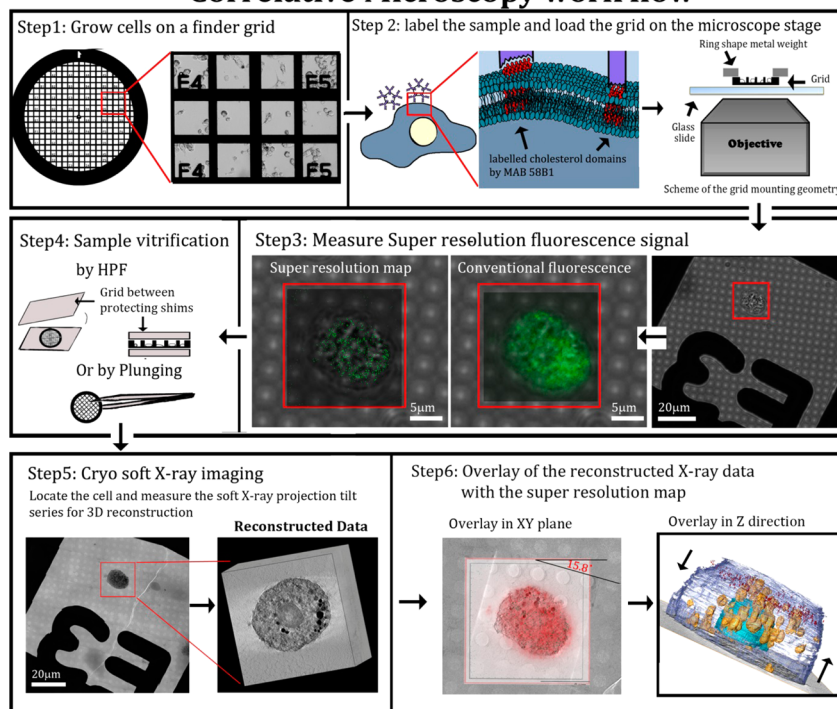 Correlative Microscopy workflow
Step1: Grow cells on a finder grid
F4
F5
F4
F5
Step 2: label the sample and load the grid on the microscope stage
labelled cholesterol domains
by MAB 58B1
Ring shape metal weight
Grid
Glass
slide
Objective
Scheme of the grid mounting geometry
Step4: Sample vitrification
by HPF
Grid between
protecting shims
Or by Plunging
Step3: Measure Super resolution fluorescence signal
Super resolution map
5μm
Conventional fluorescence
5μm
E3
20μm
Step5: Cryo soft X-ray imaging
Locate the cell and measure the soft X-ray projection tilt
series for 3D reconstruction
Reconstructed Data
E3
20μm
Step6: Overlay of the reconstructed X-ray data
with the super resolution map
Overlay in XY plane
15.8°
Overlay in Z direction